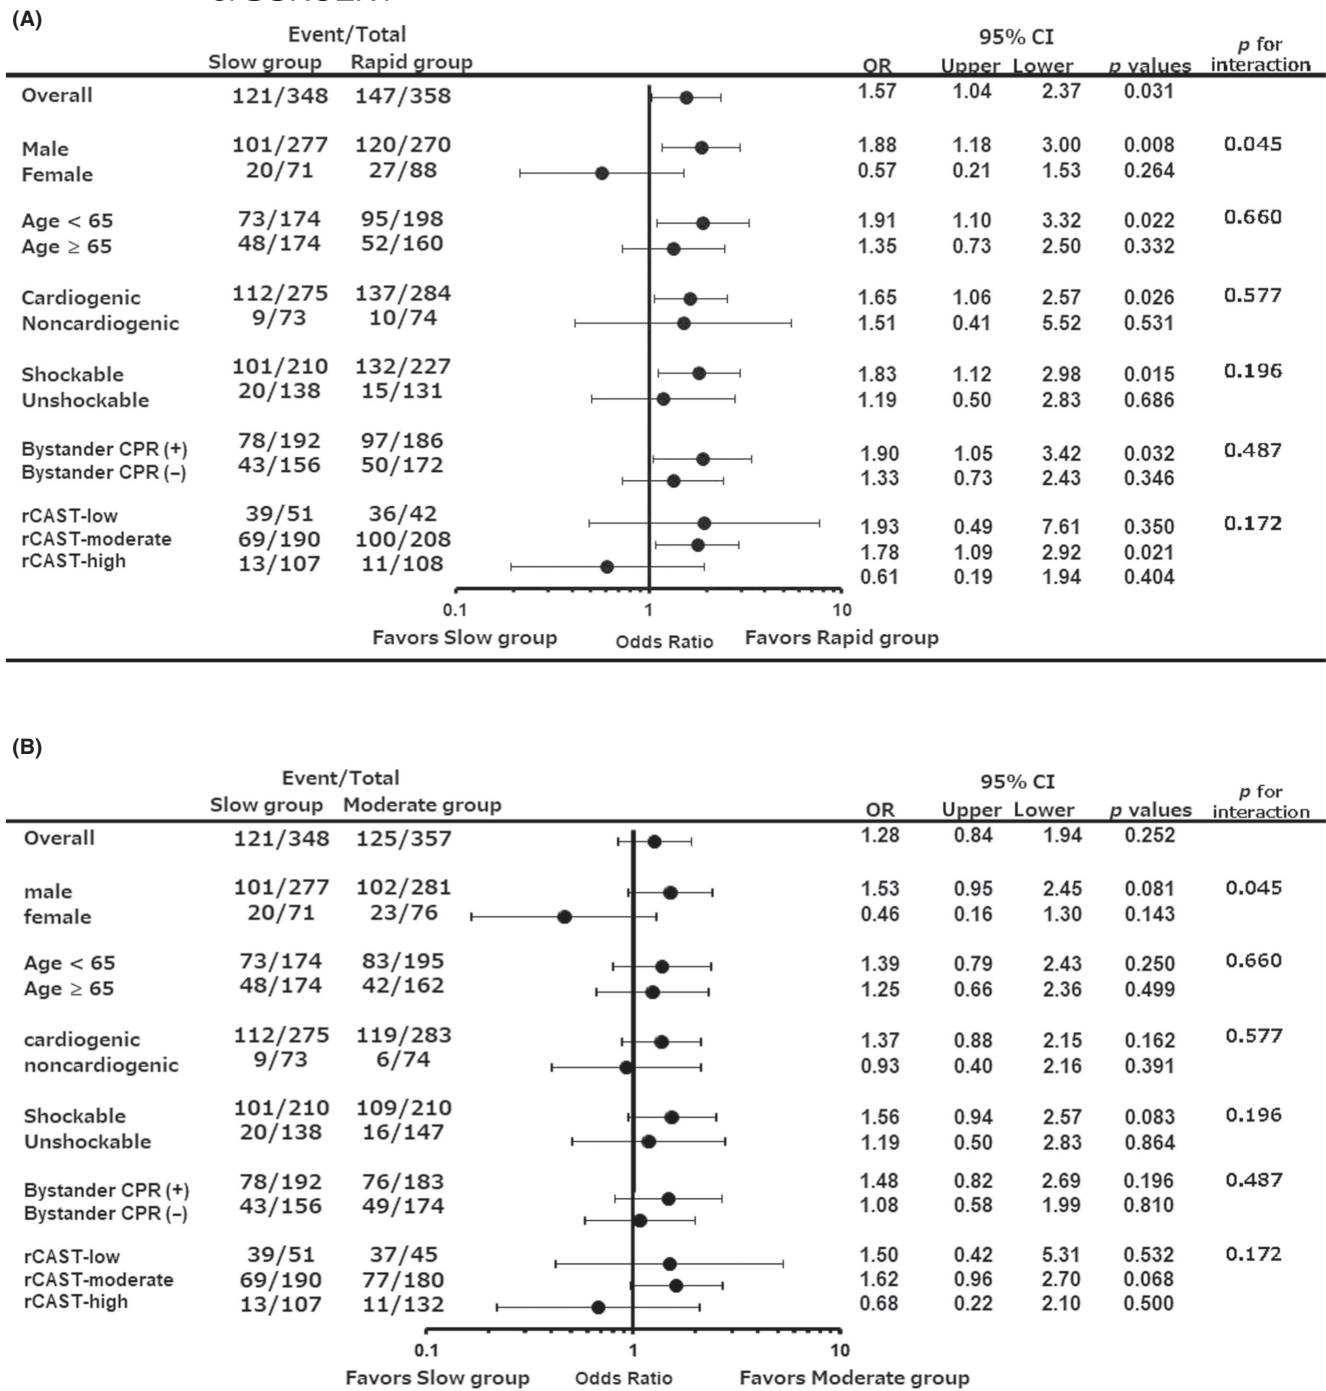 (A)
Event/Total
95% CI
p for
Slow group Rapid group OR Upper Lower p values interaction
Overall 121/348 147/358 1.57 1.04 2.37 0.031
Male 101/277 120/270 1.88 1.18 3.00 0.008 0.045
Female 20/71 27/88 0.57 0.21 1.53 0.264
Age < 65 73/174 95/198 1.91 1.10 3.32 0.022 0.660
Age ≥ 65 48/174 52/160 1.35 0.73 2.50 0.332
Cardiogenic 112/275 137/284 1.65 1.06 2.57 0.026 0.577
Noncardiogenic 9/73 10/74 1.51 0.41 5.52 0.531
Shockable 101/210 132/227 1.83 1.12 2.98 0.015 0.196
Unshockable 20/138 15/131 1.19 0.50 2.83 0.686
Bystander CPR (+) 78/192 97/186 1.90 1.05 3.42 0.032 0.487
Bystander CPR (–) 43/156 50/172 1.33 0.73 2.43 0.346
rCAST-low 39/51 36/42 1.93 0.49 7.61 0.350 0.172
rCAST-moderate 69/190 100/208 1.78 1.09 2.92 0.021
rCAST-high 13/107 11/108 0.61 0.19 1.94 0.404
0.1 1 10
Favors Slow group Odds Ratio Favors Rapid group
(B)
Event/Total
95% CI
p for
Slow group Moderate group OR Upper Lower p values interaction
Overall 121/348 125/357 1.28 0.84 1.94 0.252
male 101/277 102/281 1.53 0.95 2.45 0.081 0.045
female 20/71 23/76 0.46 0.16 1.30 0.143
Age < 65 73/174 83/195 1.39 0.79 2.43 0.250 0.660
Age ≥ 65 48/174 42/162 1.25 0.66 2.36 0.499
cardiogenic 112/275 119/283 1.37 0.88 2.15 0.162 0.577
noncardiogenic 9/73 6/74 0.93 0.40 2.16 0.391
Shockable 101/210 109/210 1.56 0.94 2.57 0.083 0.196
Unshockable 20/138 16/147 1.19 0.50 2.83 0.864
Bystander CPR (+) 78/192 76/183 1.48 0.82 2.69 0.196 0.487
Bystander CPR (–) 43/156 49/174 1.08 0.58 1.99 0.810
rCAST-low 39/51 37/45 1.50 0.42 5.31 0.532 0.172
rCAST-moderate 69/190 77/180 1.62 0.96 2.70 0.068
rCAST-high 13/107 11/132 0.68 0.22 2.10 0.500
0.1 1 10
Favors Slow group Odds Ratio Favors Moderate group